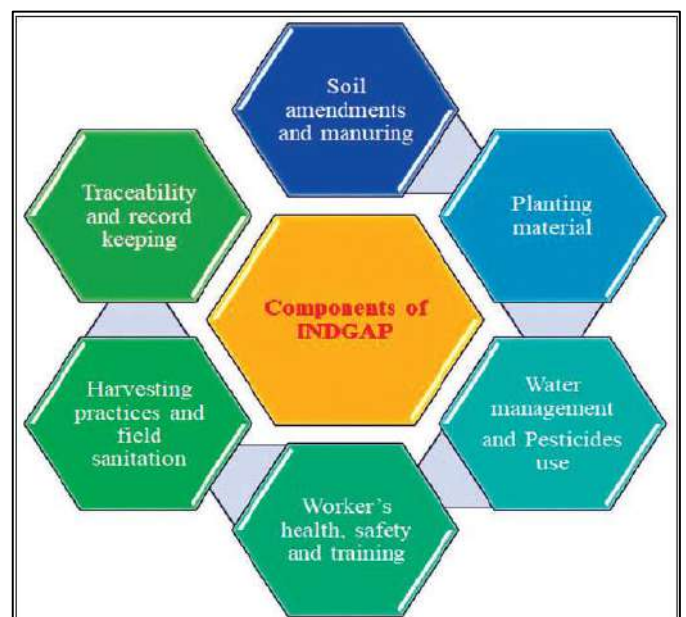 Soil
amendments
and manuring
Planting
material
Water
management
and Pesticides
use
Worker's
health, safety
and training
Harvesting
practices and
field
sanitation
Traceability
and record
keeping
Components of
INDGAP